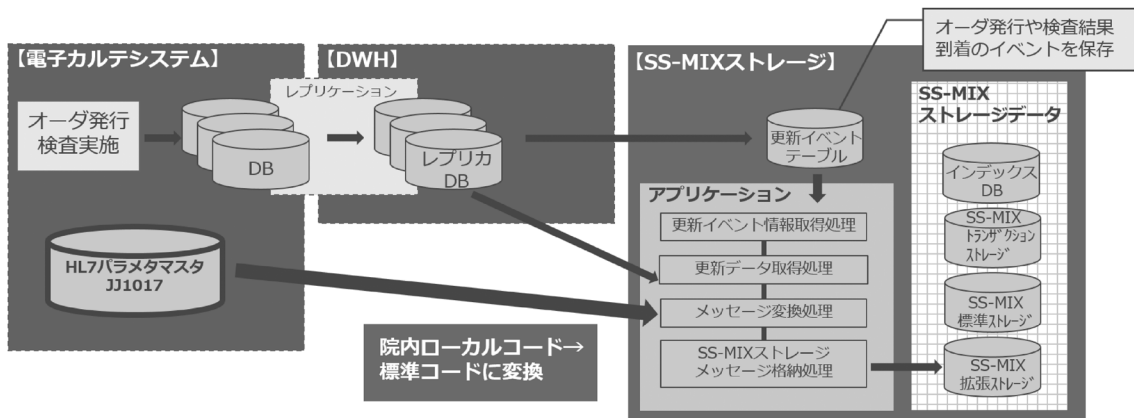 オーダ発行や検査結果
到着のイベントを保存
【電子カルテシステム】
【DWH】
【SS-MIXストレージ】
レプリケーション
オーダ発行
検査実施
DB
レプリカ
DB
更新イベント
テーブル
SS-MIX
ストレージデータ
インデックス
DB
SS-MIX
トランザクション
ストレージ
SS-MIX
標準ストレージ
SS-MIX
拡張ストレージ
アプリケーション
更新イベント情報取得処理
更新データ取得処理
メッセージ変換処理
SS-MIXストレージ
メッセージ格納処理
HL7パラメタマスタ
JJ1017
院内ローカルコード→
標準コードに変換